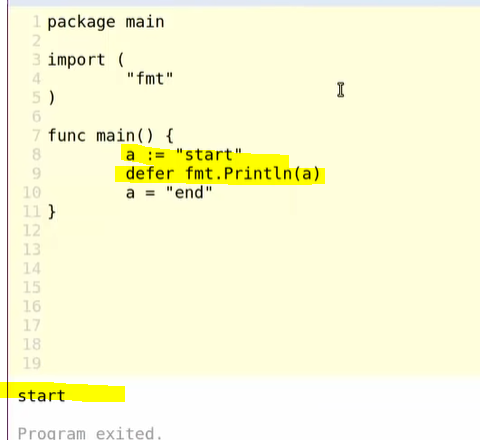 1 package main
2
3 import (
4 "fmt"
5 )
6
7 func main() {
8 a := "start"
9 defer fmt.Println(a)
10 a = "end"
11 }
12
13
14
15
16
17
18
19
start
Program exited.